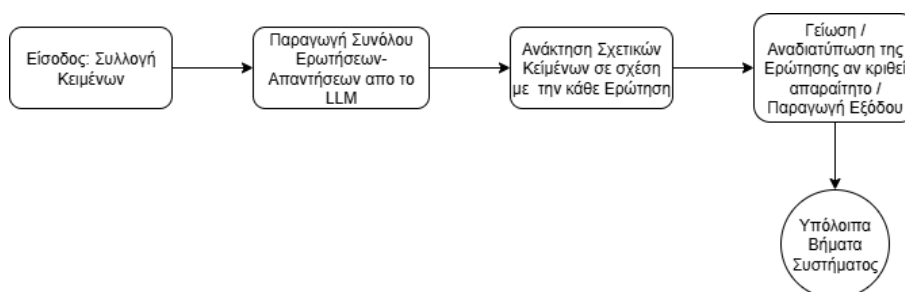 Είσοδος: Συλλογή
Κειμένων
Παραγωγή Συνόλου
Ερωτήσεων-
Απαντήσεων απο το
LLM
Ανάκτηση Σχετικών
Κείμένων σε σχέση
με την κάθε Ερώτηση
Γείωση /
Αναδιατύπωση της
Ερώτησης αν κριθεί
απαραίτητο /
Παραγωγή Εξόδου
Υπόλοιπα
Βήματα
Συστήματος